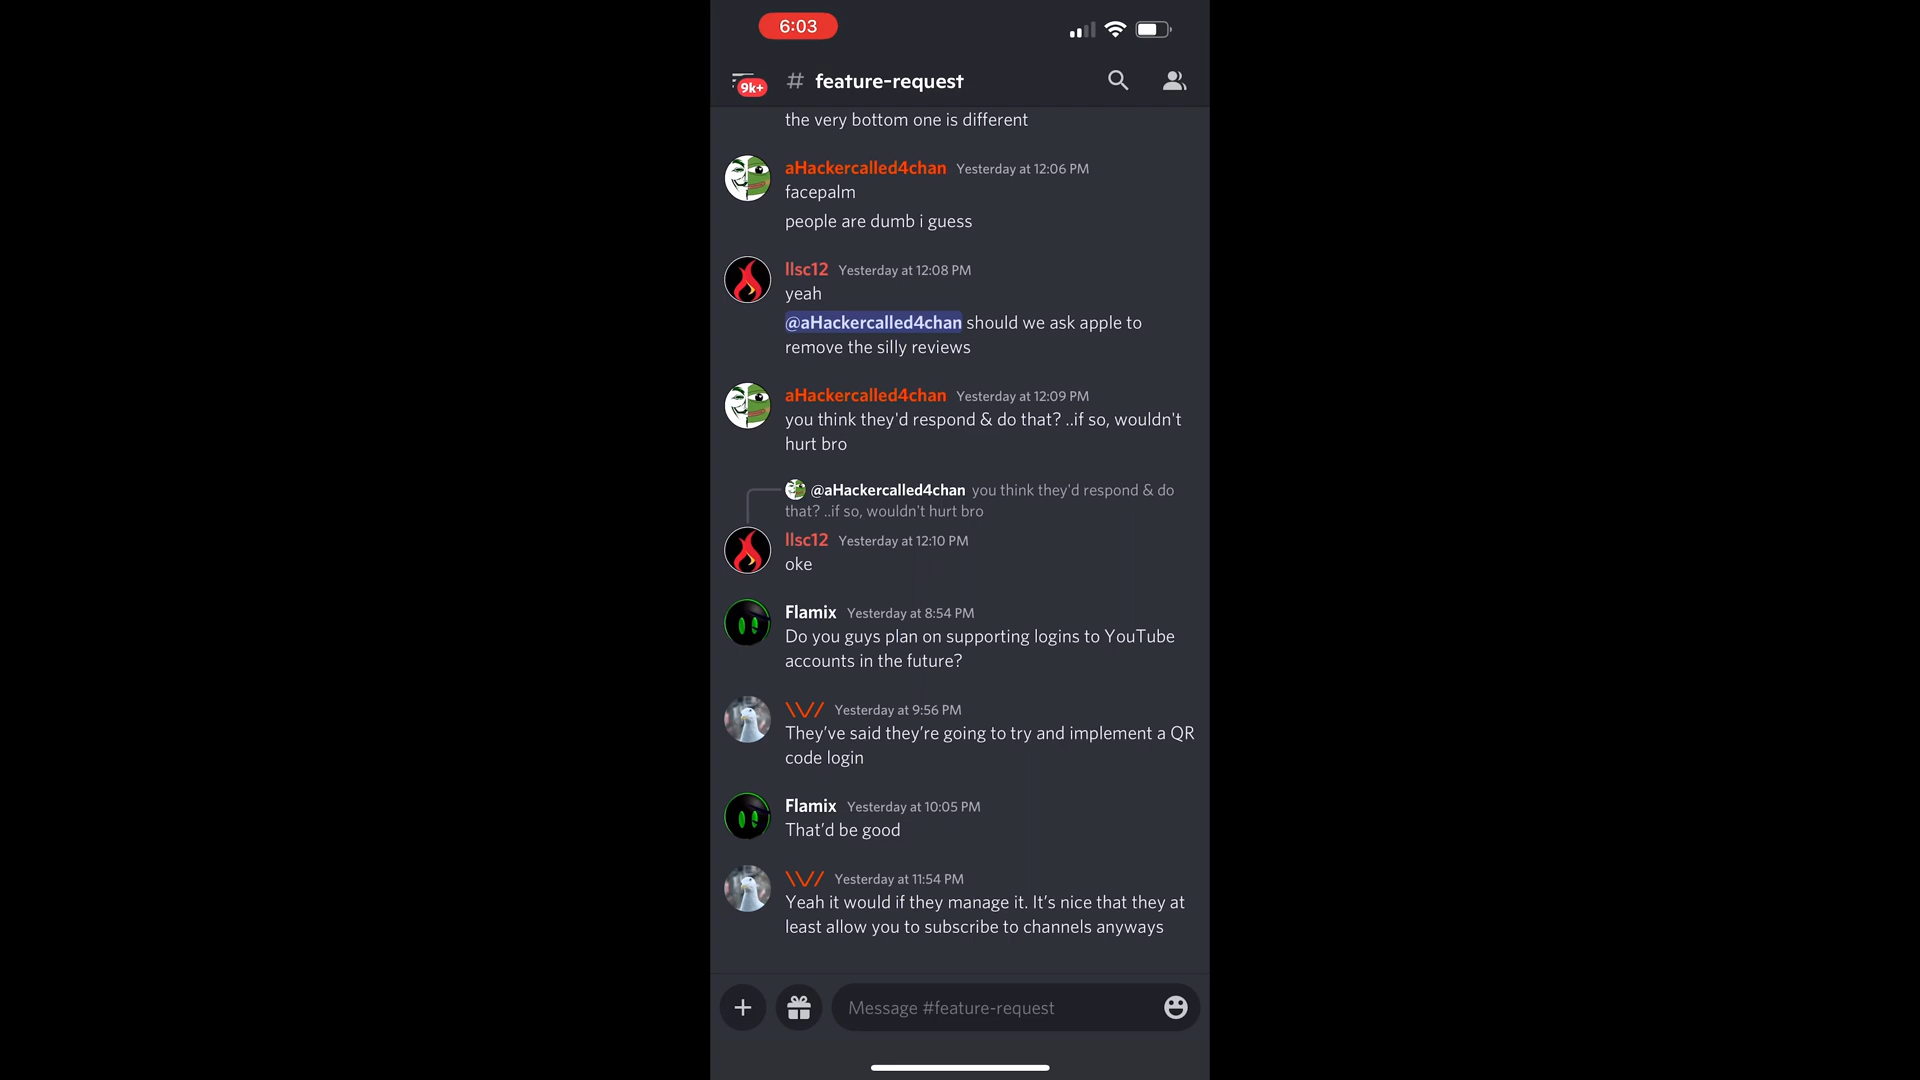 6:03
9k+
# feature-request
the very bottom one is different
aHackercalled4chan Yesterday at 12:06 PM
facepalm
people are dumb i guess
llsc12 Yesterday at 12:08 PM
yeah
@aHackercalled4chan should we ask apple to
remove the silly reviews
aHackercalled4chan Yesterday at 12:09 PM
you think they'd respond & do that? ..if so, wouldn't
hurt bro
@aHackercalled4chan you think they'd respond & do
that? ..if so, wouldn't hurt bro
llsc12 Yesterday at 12:10 PM
oke
Flamix Yesterday at 8:54 PM
Do you guys plan on supporting logins to YouTube
accounts in the future?
\\// Yesterday at 9:56 PM
They’ve said they’re going to try and implement a QR
code login
Flamix Yesterday at 10:05 PM
That’d be good
\\// Yesterday at 11:54 PM
Yeah it would if they manage it. It’s nice that they at
least allow you to subscribe to channels anyways
Message #feature-request